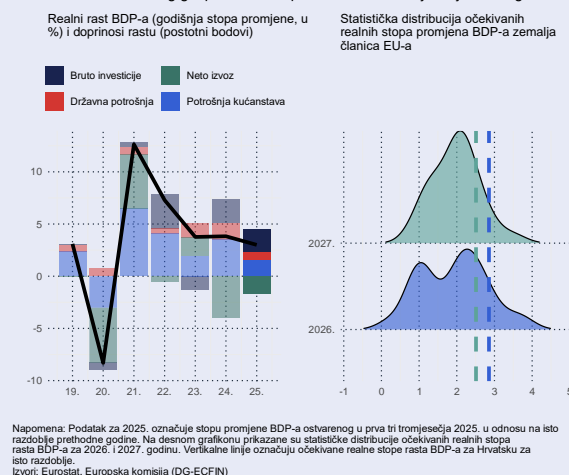 Realni rast BDP-a (godišnja stopa promjene, u
%) i doprinosi rastu (postotni bodovi)
Bruto investicije
Neto izvoz
Državna potrošnja
Potrošnja kućanstava
10
5
0
-5
-10
19.
20.
21.
22.
23.
24.
25.
Statistička distribucija očekivanih
realnih stopa promjena BDP-a zemalja
članica EU-a
2027.
2026.
-1
0
1
2
3
4
5
Napomena: Podatak za 2025. označuje stopu promjene BDP-a ostvarenog u prva tri tromjesečja 2025. u odnosu na isto
razdoblje prethodne godine. Na desnom grafikonu prikazane su statističke distribucije očekivanih realnih stopa
rasta BDP-a za 2026. i 2027. godinu. Vertikalne linije označuju očekivane realne stope rasta BDP-a za Hrvatsku za
isto razdoblje.
Izvori: Eurostat, Europska komisija (DG-ECFIN)